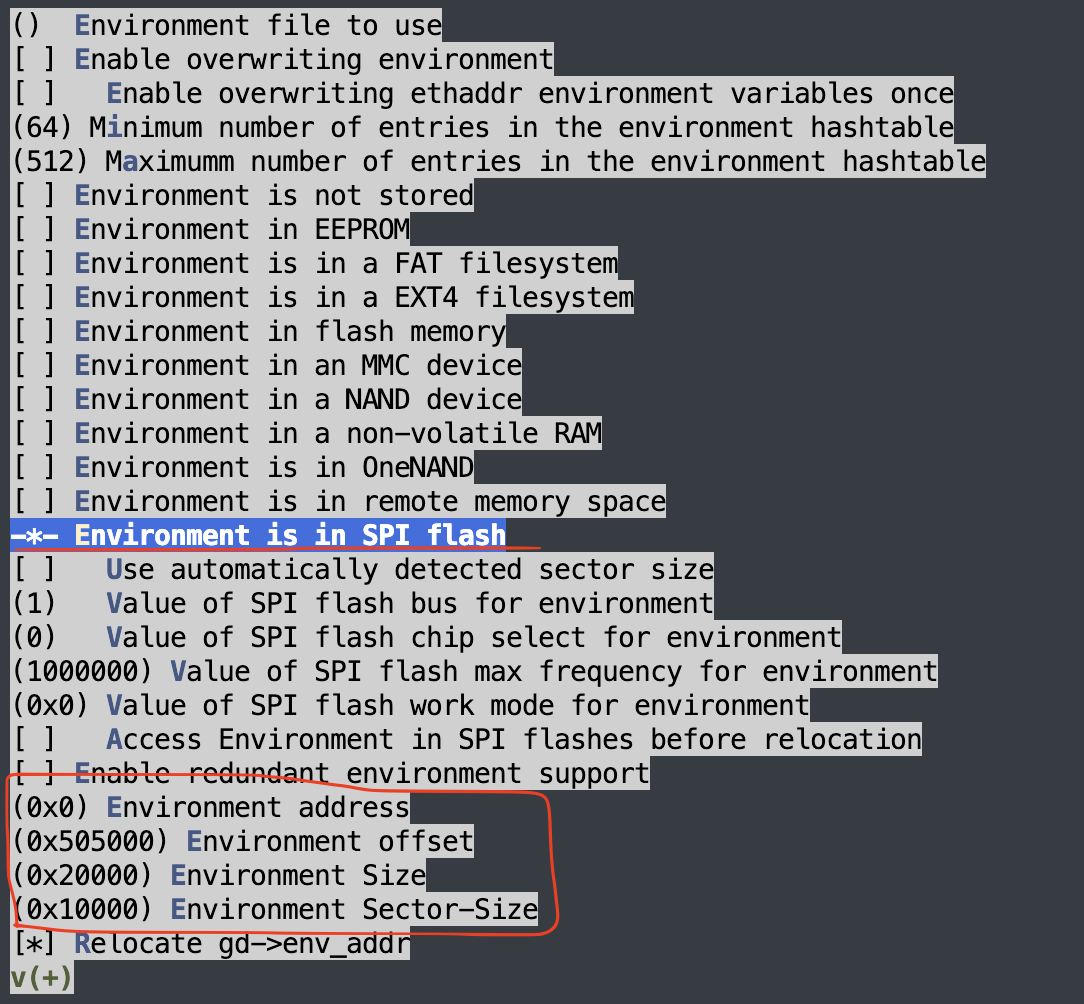 ()  Environment file to use
[ ] Enable overwriting environment
[ ]   Enable overwriting ethaddr environment variables once
(64) Minimum number of entries in the environment hashtable
(512) Maximumm number of entries in the environment hashtable
[ ] Environment is not stored
[ ] Environment in EEPROM
[ ] Environment is in a FAT filesystem
[ ] Environment is in a EXT4 filesystem
[ ] Environment in flash memory
[ ] Environment in an MMC device
[ ] Environment in a NAND device
[ ] Environment in a non-volatile RAM
[ ] Environment is in OneNAND
[ ] Environment is in remote memory space
-*- Environment is in SPI flash
[ ]   Use automatically detected sector size
(1)   Value of SPI flash bus for environment
(0)   Value of SPI flash chip select for environment
(1000000) Value of SPI flash max frequency for environment
(0x0) Value of SPI flash work mode for environment
[ ]   Access Environment in SPI flashes before relocation
[ ] Enable redundant environment support
(0x0) Environment address
(0x505000) Environment offset
(0x20000) Environment Size
(0x10000) Environment Sector-Size
[*] Relocate gd->env_addr
v(+)